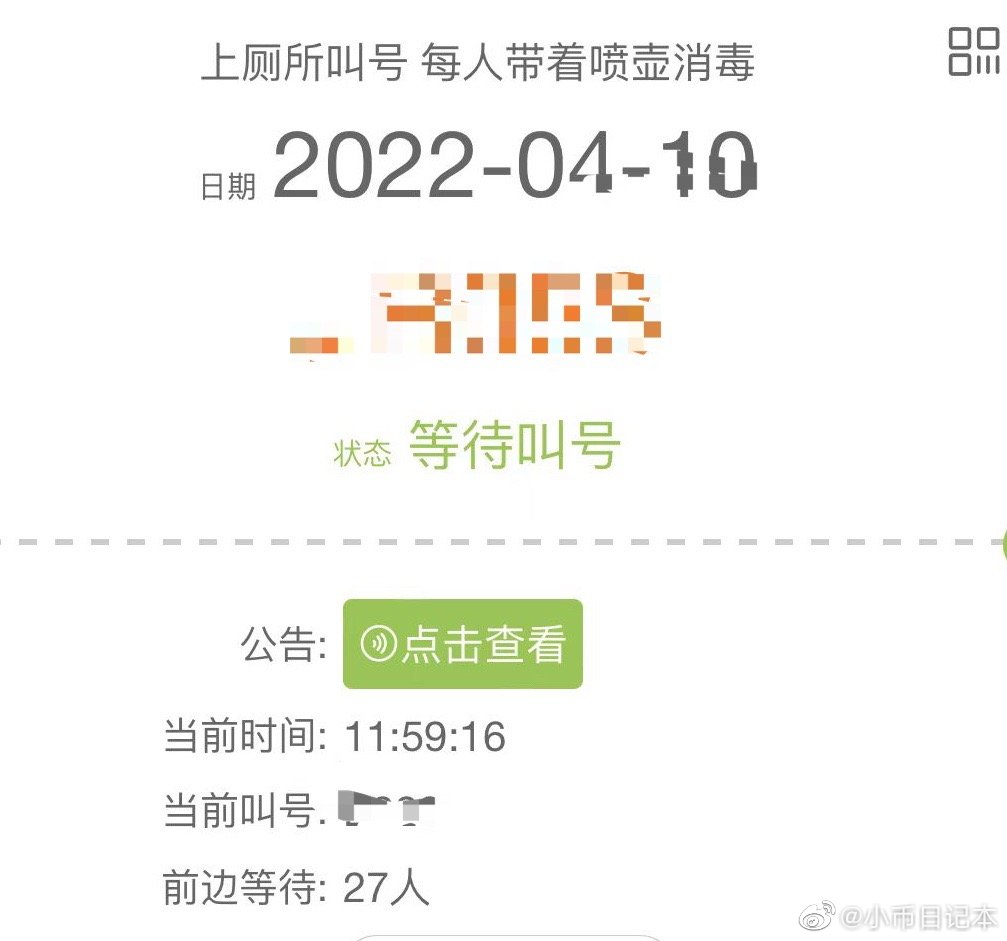 上厕所叫号 每人带着喷壶消毒
日期 2022-04-10
状态 等待叫号
公告: 点击查看
当前时间: 11:59:16
当前叫号:
前边等待: 27人
@小币日记本